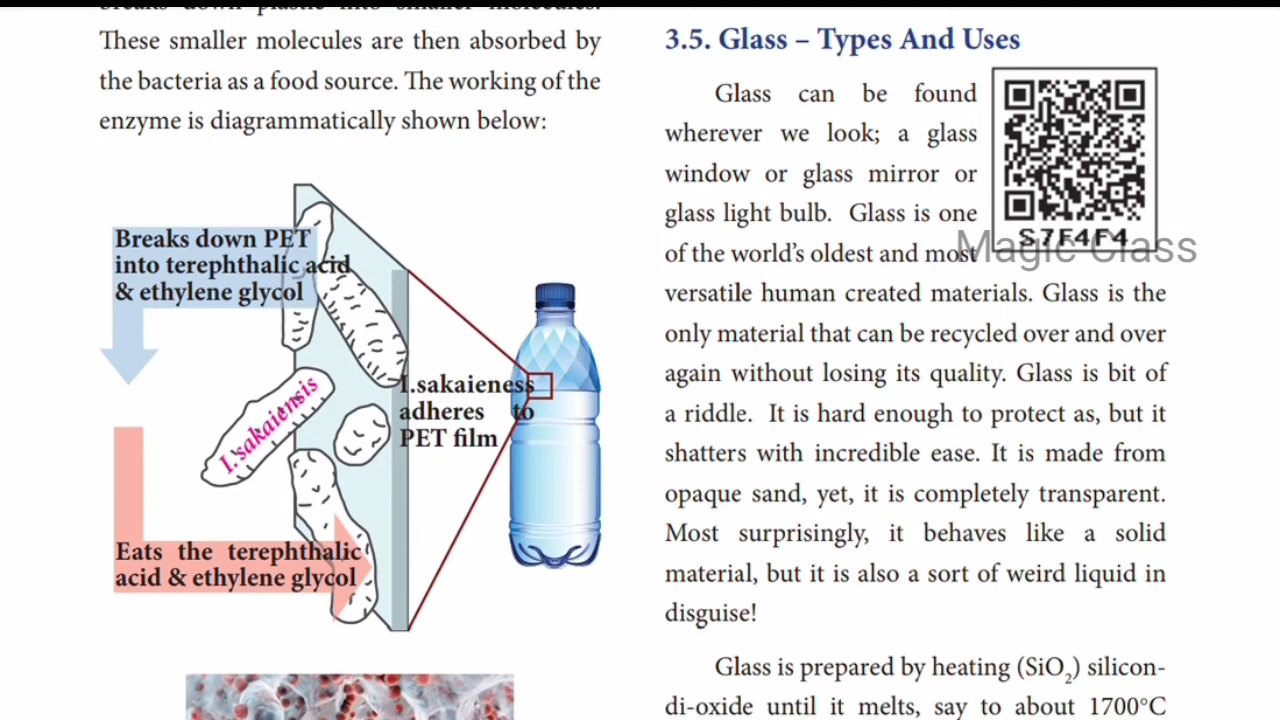 breaks down plastic into smaller molecules.
These smaller molecules are then absorbed by
the bacteria as a food source. The working of the
enzyme is diagrammatically shown below:
Breaks down PET
into terephthalic acid
& ethylene glycol
I.sakaiensis
I.sakaieness
adheres to
PET film
Eats the terephthalic
acid & ethylene glycol
3.5. Glass – Types And Uses
Glass can be found
wherever we look; a glass
window or glass mirror or
glass light bulb. Glass is one
of the world's oldest and most
versatile human created materials. Glass is the
only material that can be recycled over and over
again without losing its quality. Glass is bit of
a riddle. It is hard enough to protect as, but it
shatters with incredible ease. It is made from
opaque sand, yet, it is completely transparent.
Most surprisingly, it behaves like a solid
material, but it is also a sort of weird liquid in
disguise!
Glass is prepared by heating (SiO₂) silicon-
di-oxide until it melts, say to about 1700°C
S7F4F4
Magic Class